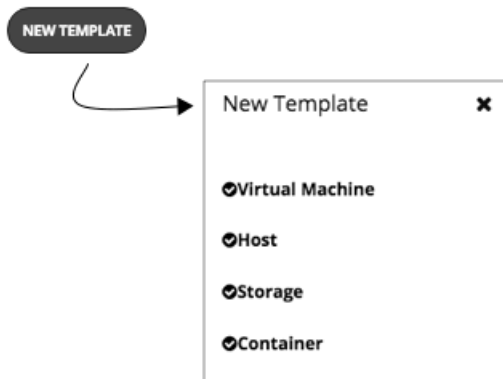 NEW TEMPLATE
New Template
Virtual Machine
Host
Storage
Container